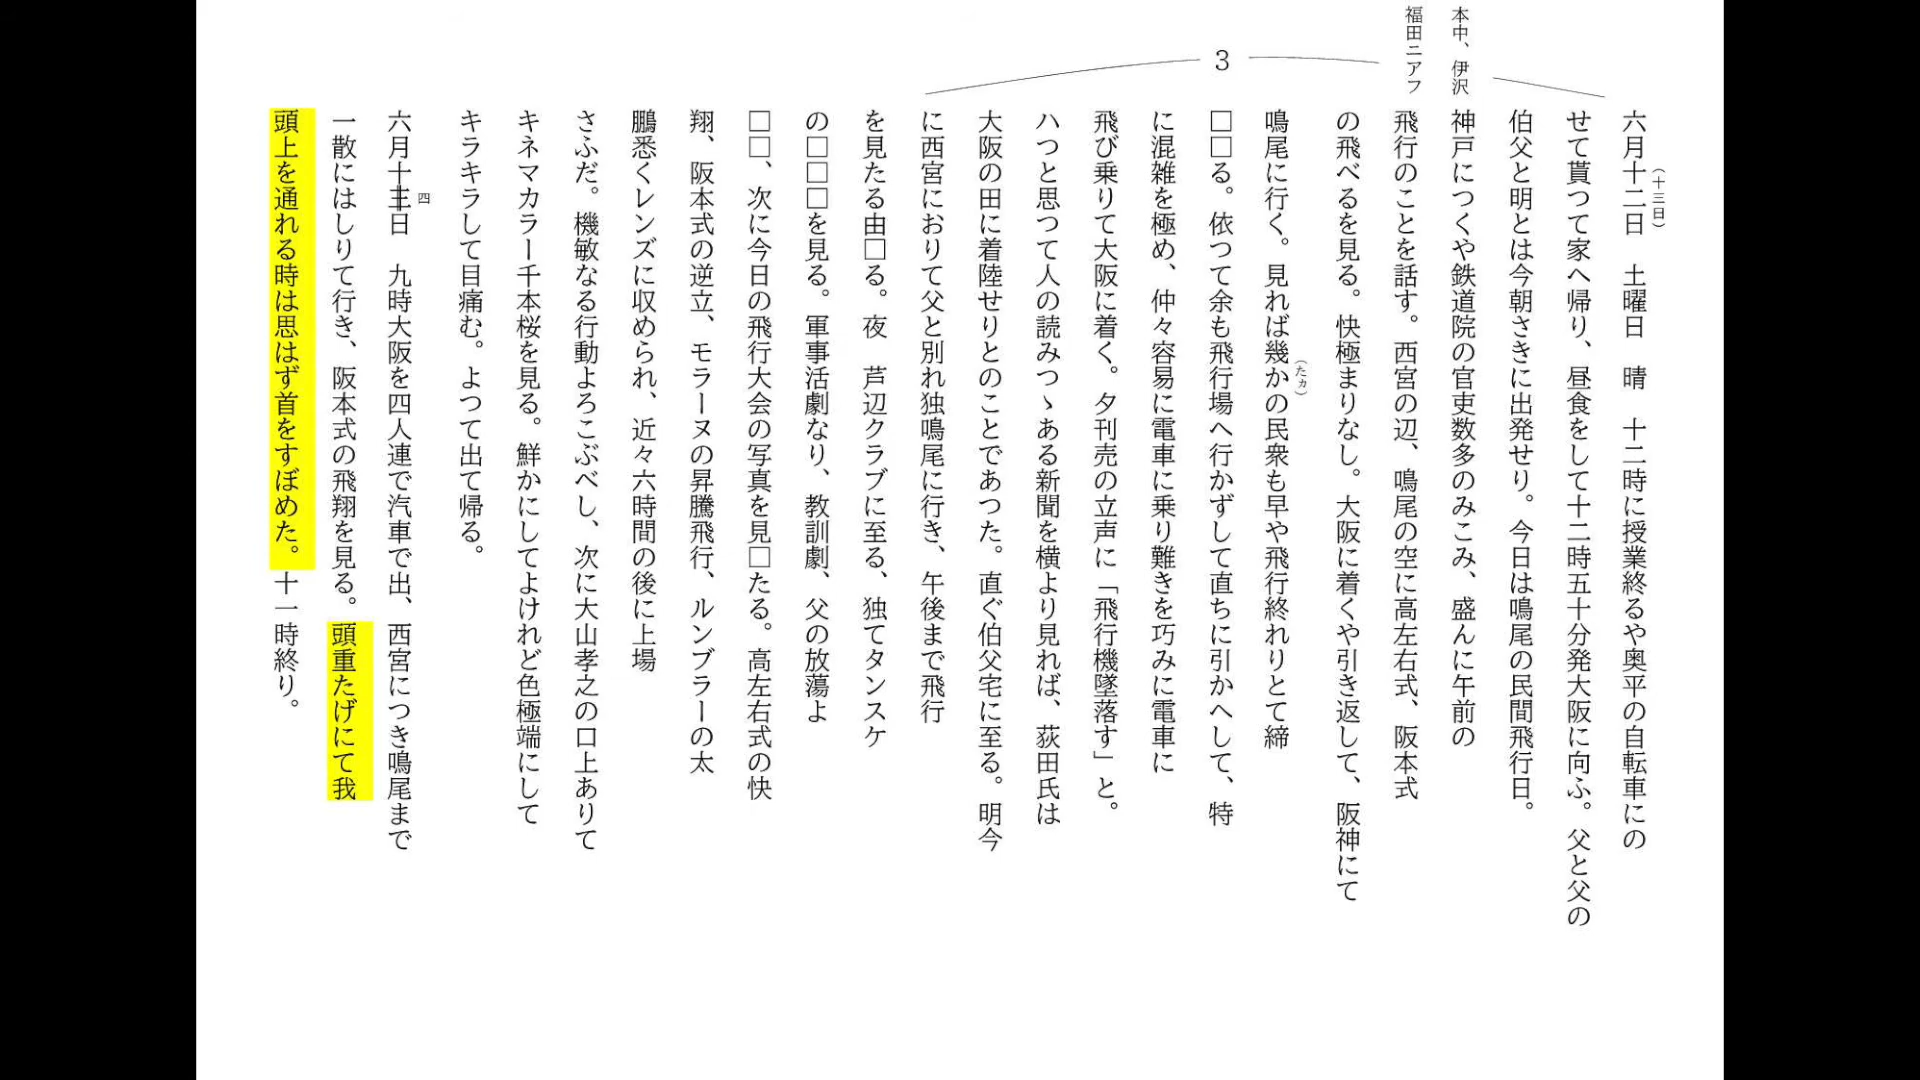 本中、伊沢
福田ニアフ
3
六月十二日　土曜日　晴　十二時に授業終るや奥平の自転車にの
(十三日)
せて貰つて家へ帰り、昼食をして十二時五十分発大阪に向ふ。父と父の
伯父と明とは今朝さきに出発せり。今日は鳴尾の民間飛行日。
神戸につくや鉄道院の官吏数多のみこみ、盛んに午前の
飛行のことを話す。西宮の辺、鳴尾の空に高左右式、阪本式
の飛べるを見る。快極まりなし。大阪に着くや引き返して、阪神にて
鳴尾に行く。見れば幾かの民衆も早や飛行終れりとて締
(たカ)
□□る。依つて余も飛行場へ行かずして直ちに引かへして、特
に混雑を極め、仲々容易に電車に乗り難きを巧みに電車に
飛び乗りて大阪に着く。夕刊売の立声に「飛行機墜落す」と。
ハつと思つて人の読みつゝある新聞を横より見れば、荻田氏は
大阪の田に着陸せりとのことであつた。直ぐ伯父宅に至る。明今
に西宮におりて父と別れ独鳴尾に行き、午後まで飛行
を見たる由□る。夜　芦辺クラブに至る、独てタンスケ
の□□□を見る。軍事活劇なり、教訓劇、父の放蕩よ
□□、次に今日の飛行大会の写真を見□たる。高左右式の快
翔、阪本式の逆立、モラーヌの昇騰飛行、ルンブラーの太
鵬悉くレンズに収められ、近々六時間の後に上場
さふだ。機敏なる行動よろこぶべし、次に大山孝之の口上ありて
キネマカラー千本桜を見る。鮮かにしてよけれど色極端にして
キラキラして目痛む。よつて出て帰る。
六月十三日　九時大阪を四人連で汽車で出、西宮につき鳴尾まで
四
一散にはしりて行き、阪本式の飛翔を見る。頭重たげにて我
頭上を通れる時は思はず首をすぼめた。十一時終り。